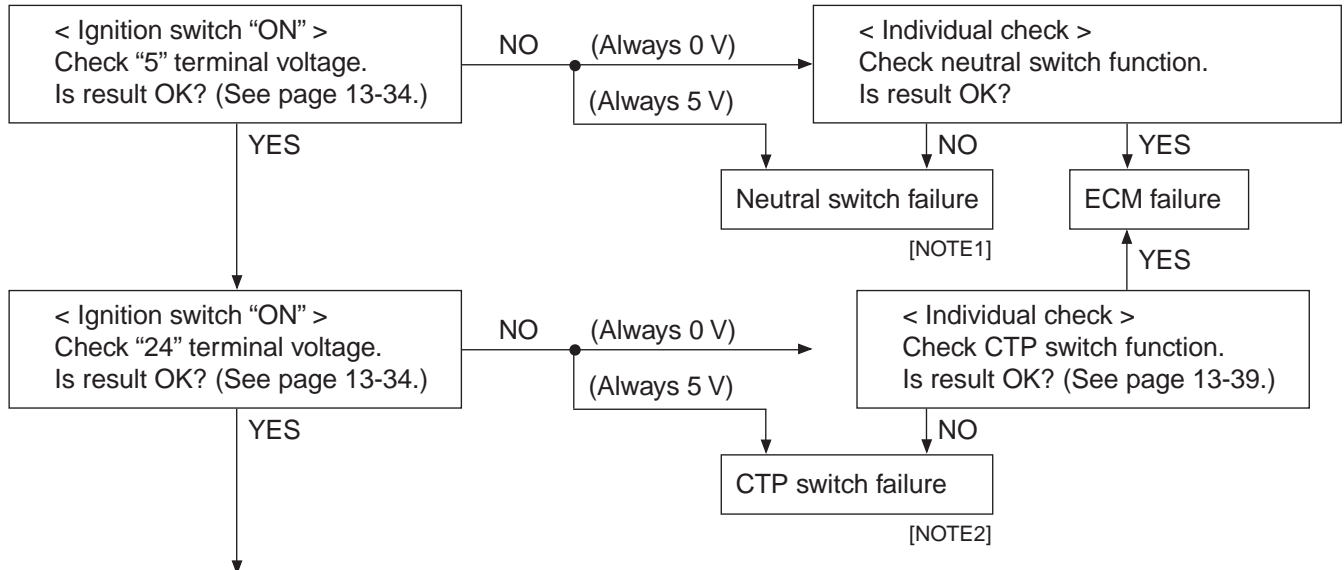 < Ignition switch “ON” >
Check “5” terminal voltage.
Is result OK? (See page 13-34.)
NO
(Always 0 V)
(Always 5 V)
< Individual check >
Check neutral switch function.
Is result OK?
YES
NO
YES
Neutral switch failure
ECM failure
[NOTE1]
YES
< Ignition switch “ON” >
Check “24” terminal voltage.
Is result OK? (See page 13-34.)
NO
(Always 0 V)
(Always 5 V)
< Individual check >
Check CTP switch function.
Is result OK? (See page 13-39.)
YES
NO
CTP switch failure
[NOTE2]